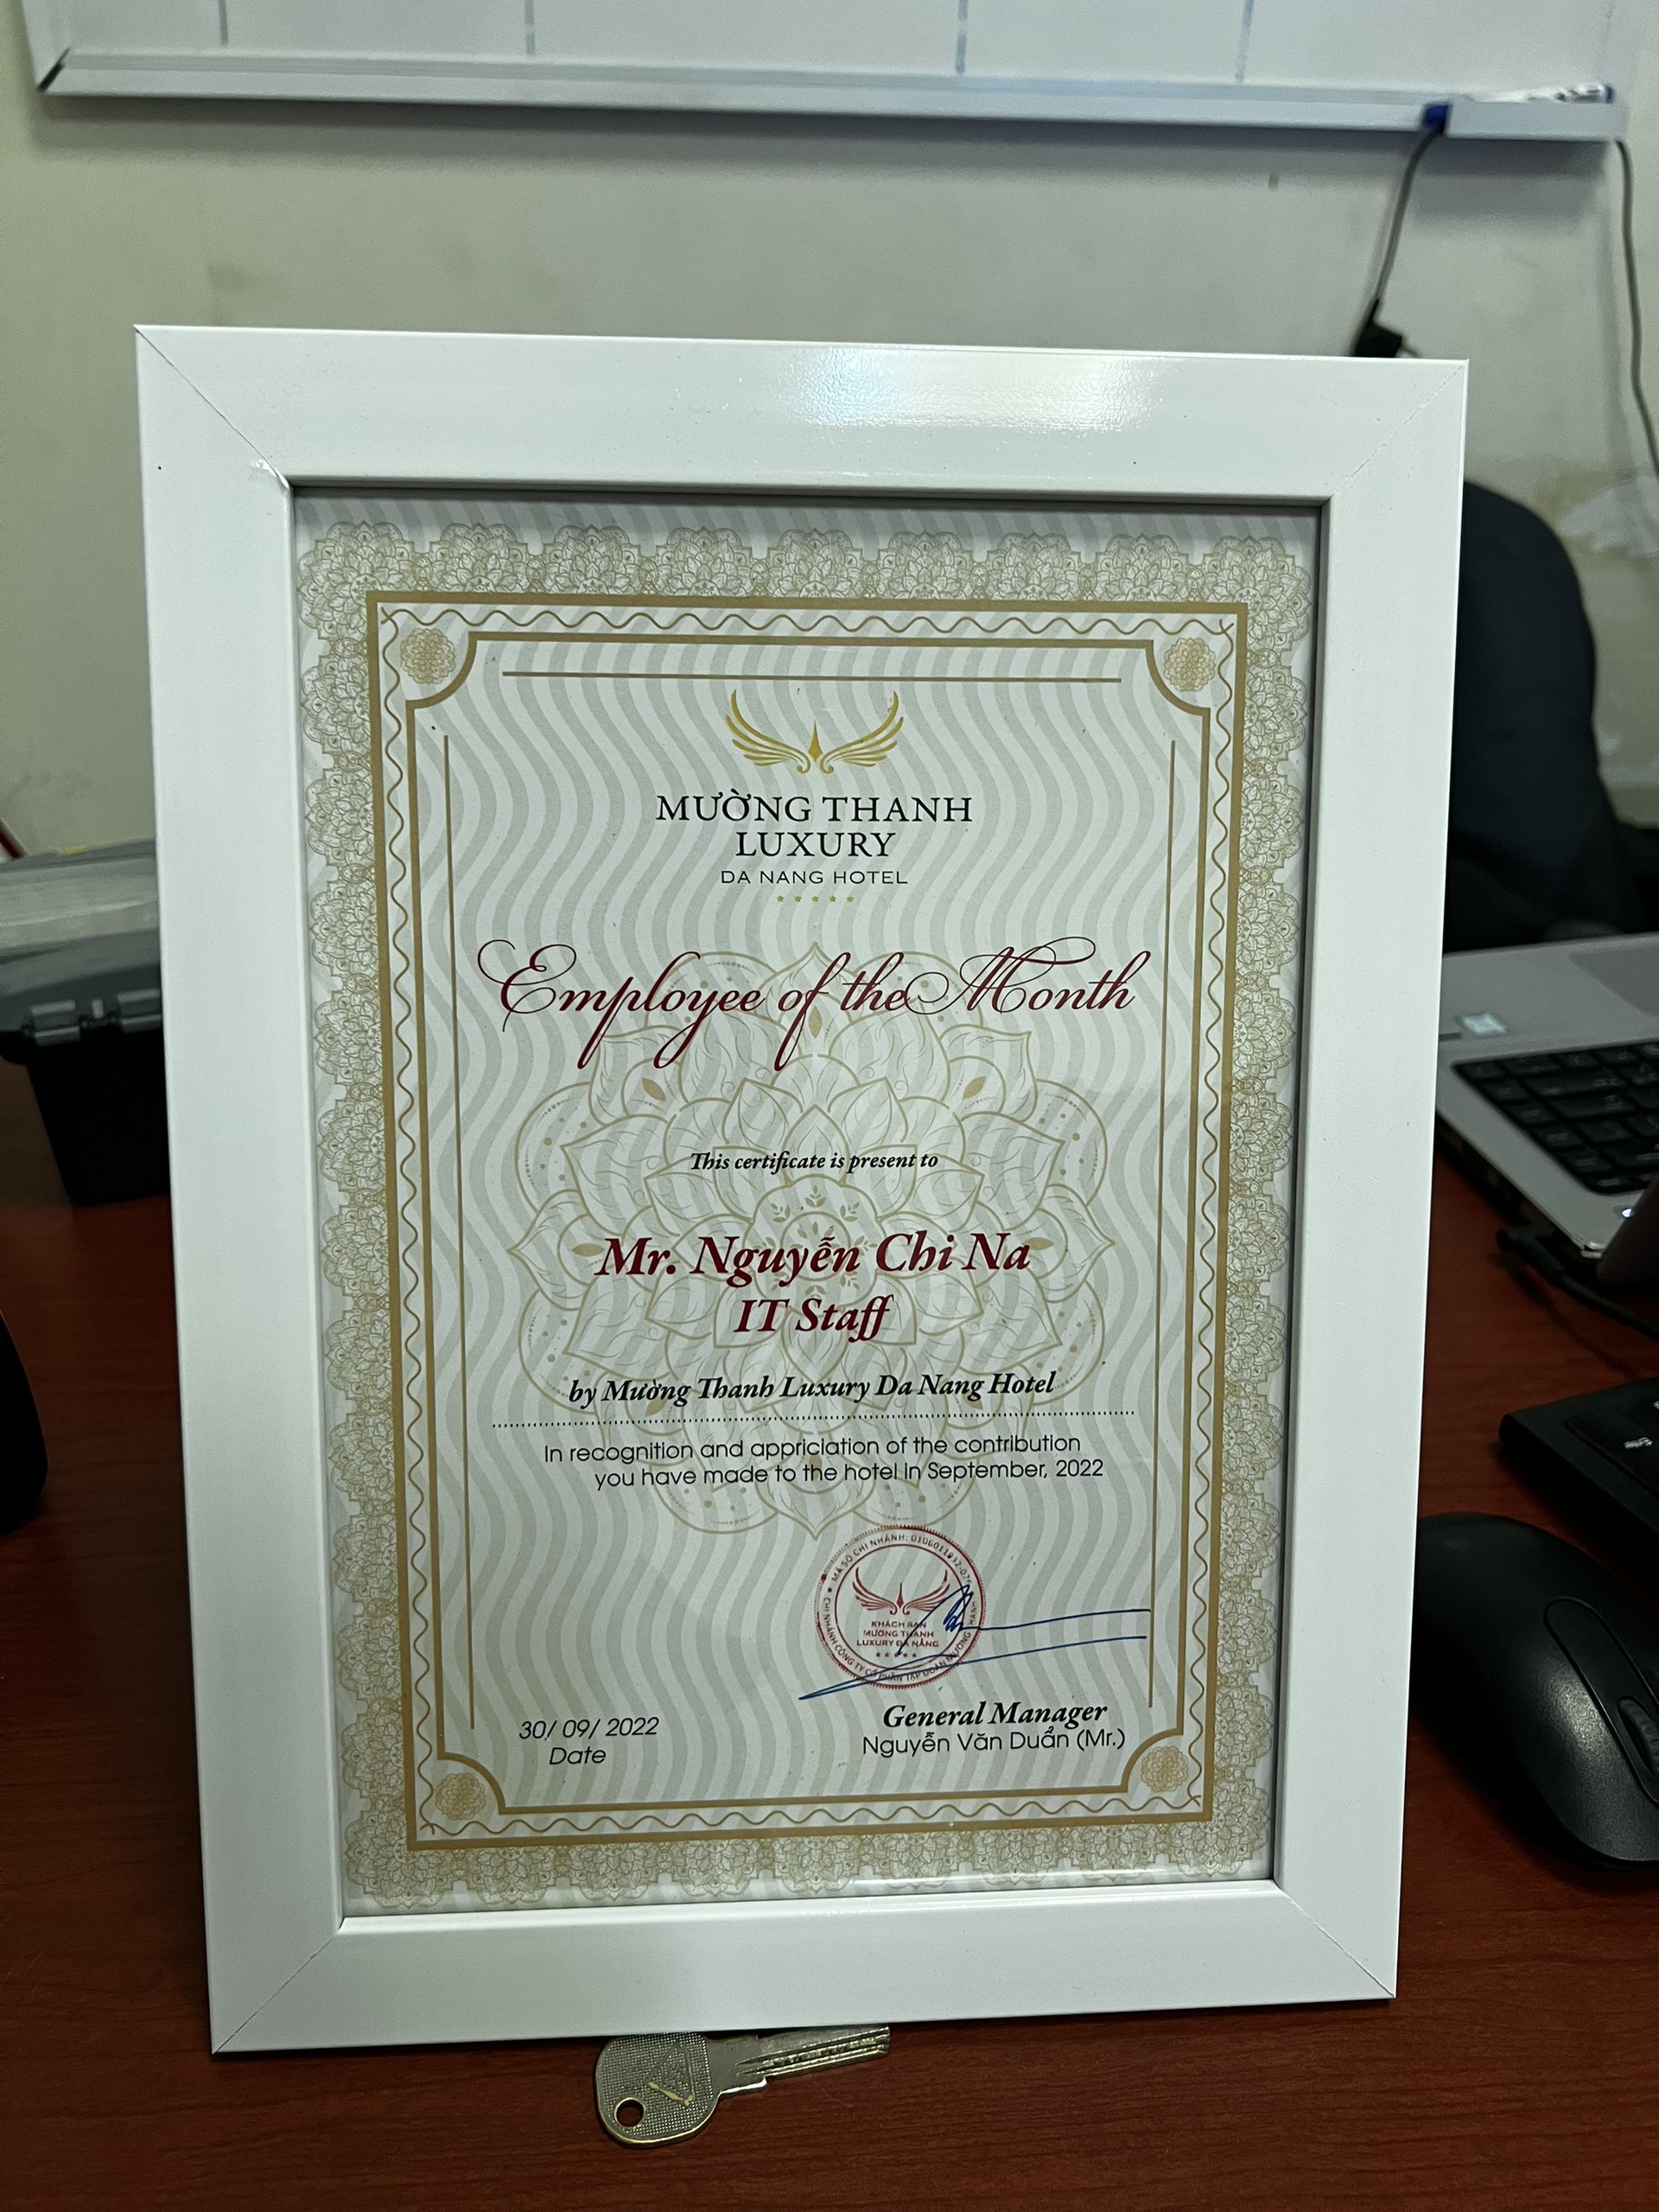 MƯỜNG THANH
LUXURY
DA NANG HOTEL
Employee of the Month
This certificate is present to
Mr. Nguyễn Chi Na
IT Staff
by Mường Thanh Luxury Da Nang Hotel
In recognition and appriciation of the contribution
you have made to the hotel in September, 2022
KHÁCH SẠN
MƯỜNG THANH
LUXURY ĐÀ NẴNG
General Manager
Nguyễn Văn Duẩn (Mr.)
30/ 09/ 2022
Date